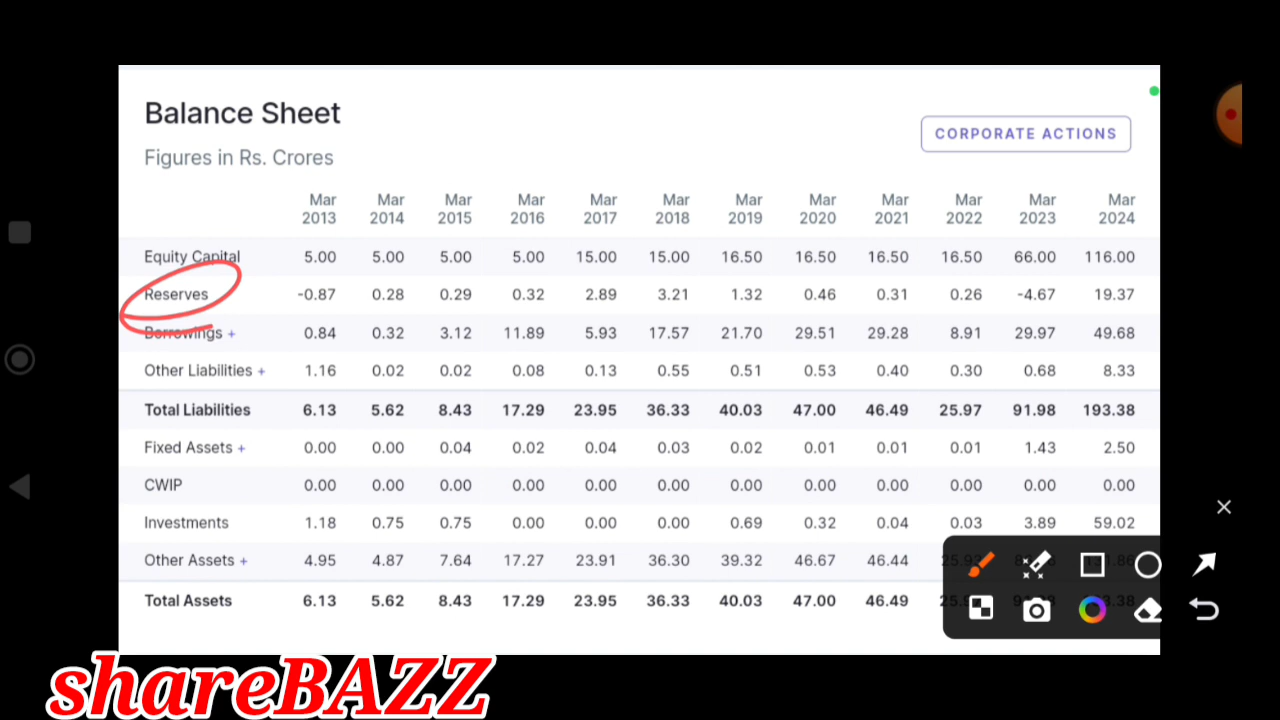 Balance Sheet
CORPORATE ACTIONS
Figures in Rs. Crores
Mar 2013 Mar 2014 Mar 2015 Mar 2016 Mar 2017 Mar 2018 Mar 2019 Mar 2020 Mar 2021 Mar 2022 Mar 2023 Mar 2024
Equity Capital 5.00 5.00 5.00 5.00 15.00 15.00 16.50 16.50 16.50 16.50 66.00 116.00
Reserves -0.87 0.28 0.29 0.32 2.89 3.21 1.32 0.46 0.31 0.26 -4.67 19.37
Borrowings + 0.84 0.32 3.12 11.89 5.93 17.57 21.70 29.51 29.28 8.91 29.97 49.68
Other Liabilities + 1.16 0.02 0.02 0.08 0.13 0.55 0.51 0.53 0.40 0.30 0.68 8.33
Total Liabilities 6.13 5.62 8.43 17.29 23.95 36.33 40.03 47.00 46.49 25.97 91.98 193.38
Fixed Assets + 0.00 0.00 0.04 0.02 0.04 0.03 0.02 0.01 0.01 0.01 1.43 2.50
CWIP 0.00 0.00 0.00 0.00 0.00 0.00 0.00 0.00 0.00 0.00 0.00 0.00
Investments 1.18 0.75 0.75 0.00 0.00 0.00 0.69 0.32 0.04 0.03 3.89 59.02
Other Assets + 4.95 4.87 7.64 17.27 23.91 36.30 39.32 46.67 46.44
Total Assets 6.13 5.62 8.43 17.29 23.95 36.33 40.03 47.00 46.49
shareBAZZ